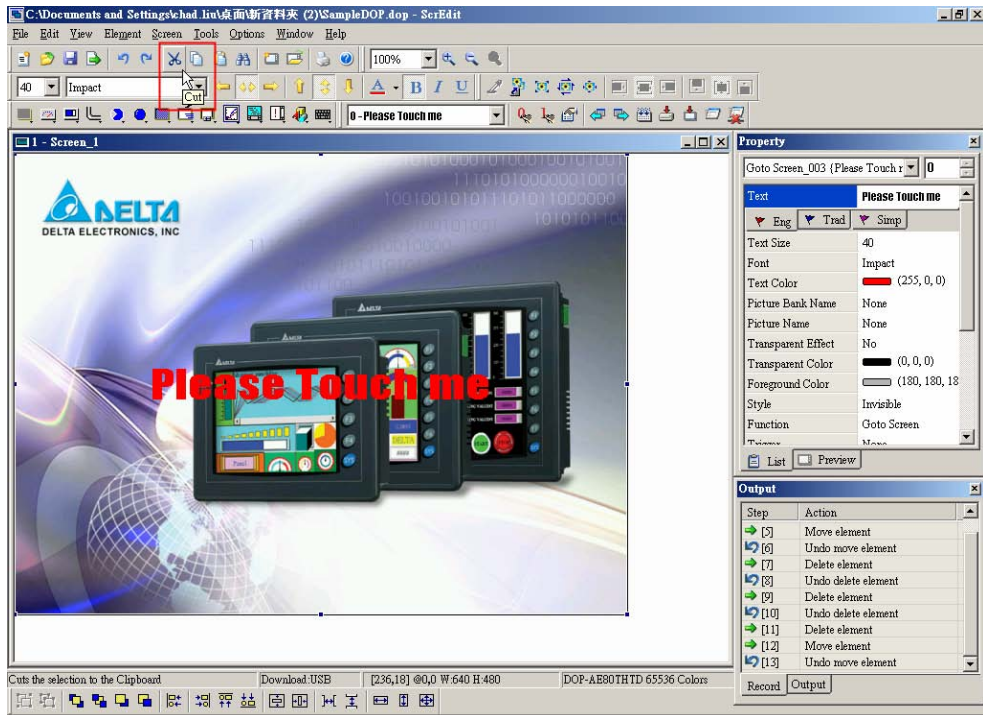 C:\Documents and Settings\chad.liu\桌面\新資料夾 (2)\SampleDOP.dop - ScrEdit
File Edit View Element Screen Tools Options Window Help
100%
40 Impact
Cut
0 - Please Touch me
1 - Screen_1
DELTA
DELTA ELECTRONICS, INC
Please Touch me
Property
Goto Screen_003 {Please Touch r 0
Text Please Touch me
Eng Trad Simp
Text Size 40
Font Impact
Text Color (255, 0, 0)
Picture Bank Name None
Picture Name None
Transparent Effect No
Transparent Color (0, 0, 0)
Foreground Color (180, 180, 18
Style Invisible
Function Goto Screen
Trigger None
List Preview
Output
Step Action
[5] Move element
[6] Undo move element
[7] Delete element
[8] Undo delete element
[9] Delete element
[10] Undo delete element
[11] Delete element
[12] Move element
[13] Undo move element
Record Output
Cuts the selection to the Clipboard Download:USB [236,18] @0,0 W:640 H:480 DOP-AE80THTD 65536 Colors